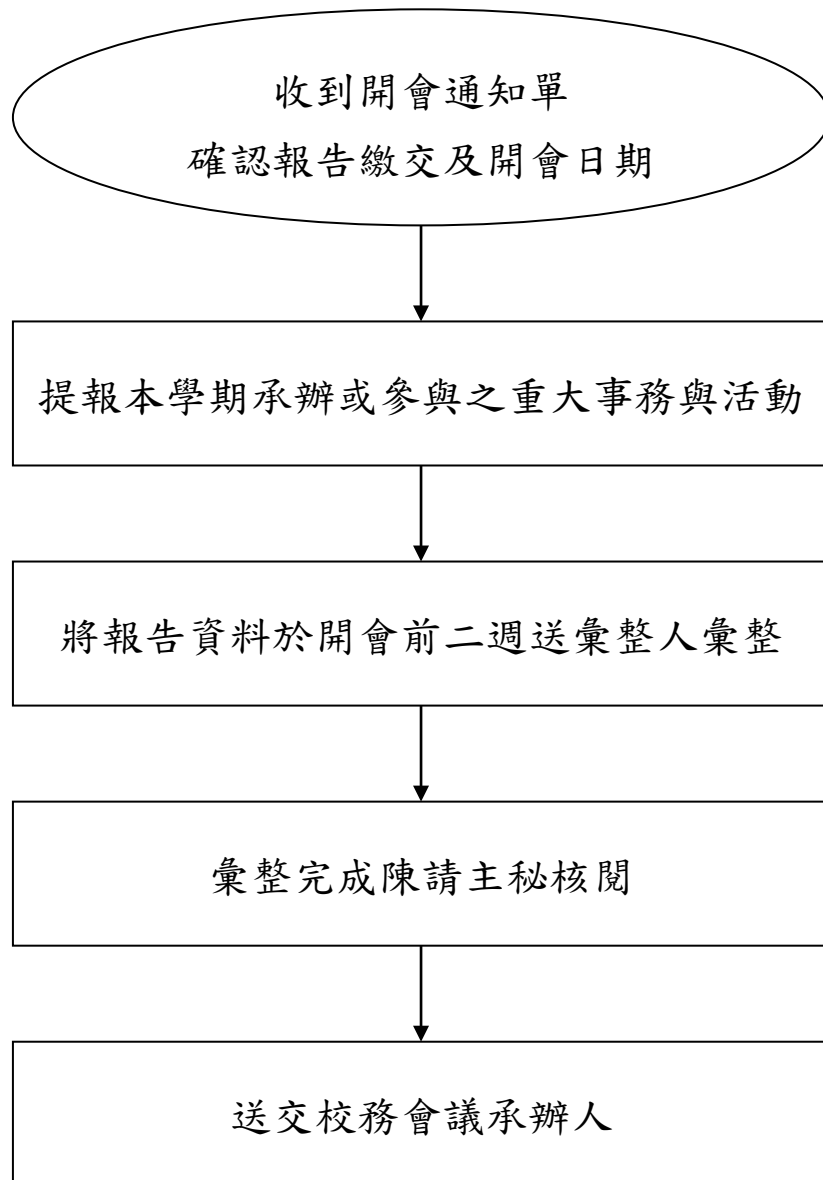 收到開會通知單
確認報告繳交及開會日期
提報本學期承辦或參與之重大事務與活動
將報告資料於開會前二週送彙整人彙整
彙整完成陳請主秘核閱
送交校務會議承辦人